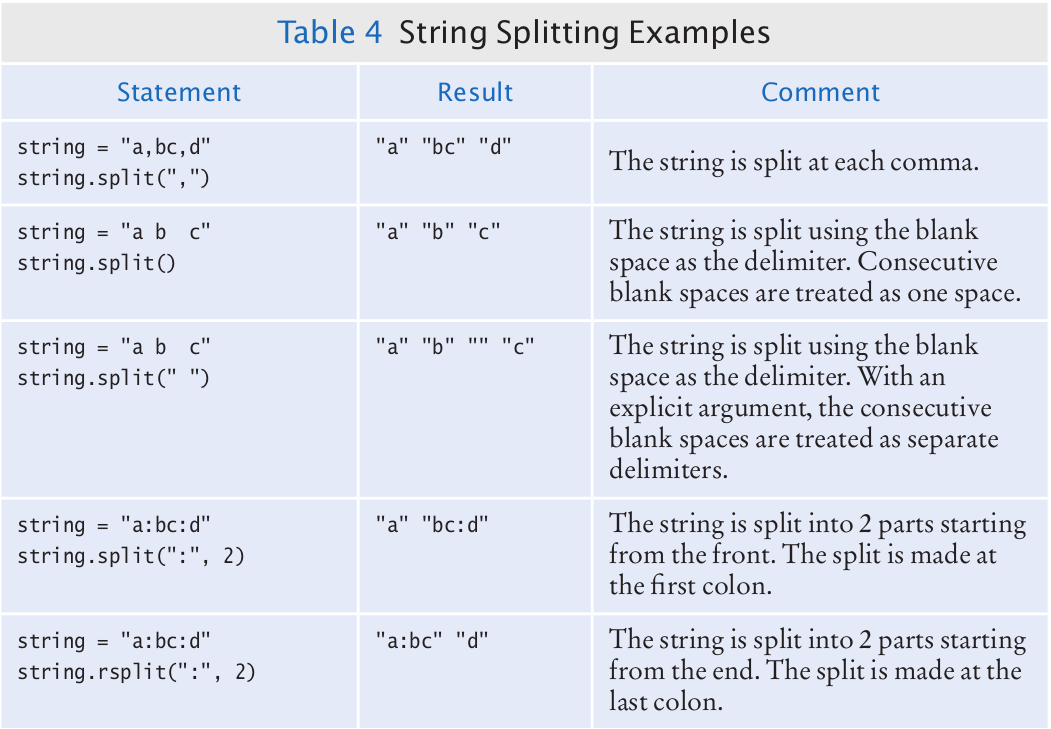 Table 4 String Splitting Examples
Statement Result Comment
string = "a,bc,d"
string.split(",")
"a" "bc" "d"
The string is split at each comma.
string = "a b  c"
string.split()
"a" "b" "c"
The string is split using the blank
space as the delimiter. Consecutive
blank spaces are treated as one space.
string = "a b  c"
string.split(" ")
"a" "b" "" "c"
The string is split using the blank
space as the delimiter. With an
explicit argument, the consecutive
blank spaces are treated as separate
delimiters.
string = "a:bc:d"
string.split(":", 2)
"a" "bc:d"
The string is split into 2 parts starting
from the front. The split is made at
the first colon.
string = "a:bc:d"
string.rsplit(":", 2)
"a:bc" "d"
The string is split into 2 parts starting
from the end. The split is made at the
last colon.